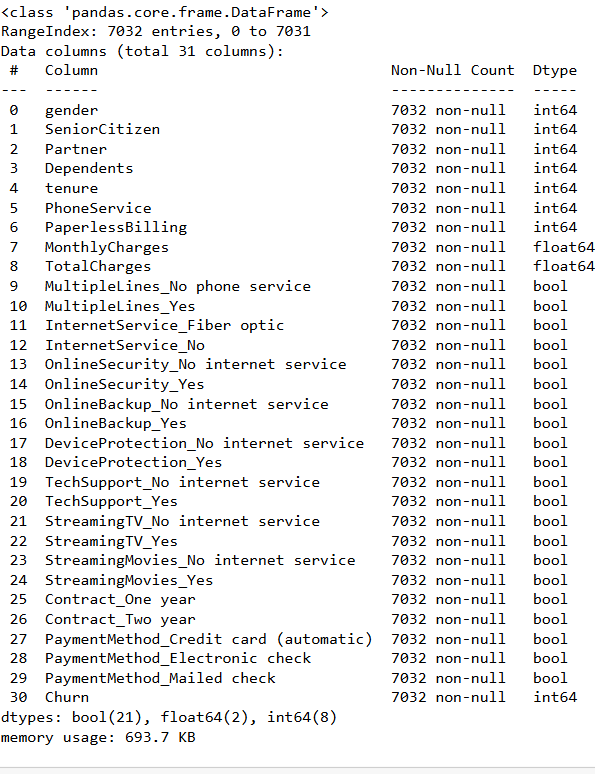 <class 'pandas.core.frame.DataFrame'>
RangeIndex: 7032 entries, 0 to 7031
Data columns (total 31 columns):
 #   Column                                 Non-Null Count  Dtype
---  ------                                 --------------  -----
 0   gender                                 7032 non-null   int64
 1   SeniorCitizen                          7032 non-null   int64
 2   Partner                                7032 non-null   int64
 3   Dependents                             7032 non-null   int64
 4   tenure                                 7032 non-null   int64
 5   PhoneService                           7032 non-null   int64
 6   PaperlessBilling                       7032 non-null   int64
 7   MonthlyCharges                         7032 non-null   float64
 8   TotalCharges                           7032 non-null   float64
 9   MultipleLines_No phone service         7032 non-null   bool
 10  MultipleLines_Yes                      7032 non-null   bool
 11  InternetService_Fiber optic            7032 non-null   bool
 12  InternetService_No                     7032 non-null   bool
 13  OnlineSecurity_No internet service     7032 non-null   bool
 14  OnlineSecurity_Yes                     7032 non-null   bool
 15  OnlineBackup_No internet service       7032 non-null   bool
 16  OnlineBackup_Yes                       7032 non-null   bool
 17  DeviceProtection_No internet service   7032 non-null   bool
 18  DeviceProtection_Yes                   7032 non-null   bool
 19  TechSupport_No internet service        7032 non-null   bool
 20  TechSupport_Yes                        7032 non-null   bool
 21  StreamingTV_No internet service        7032 non-null   bool
 22  StreamingTV_Yes                        7032 non-null   bool
 23  StreamingMovies_No internet service    7032 non-null   bool
 24  StreamingMovies_Yes                    7032 non-null   bool
 25  Contract_One year                      7032 non-null   bool
 26  Contract_Two year                      7032 non-null   bool
 27  PaymentMethod_Credit card (automatic)  7032 non-null   bool
 28  PaymentMethod_Electronic check         7032 non-null   bool
 29  PaymentMethod_Mailed check             7032 non-null   bool
 30  Churn                                  7032 non-null   int64
dtypes: bool(21), float64(2), int64(8)
memory usage: 693.7 KB